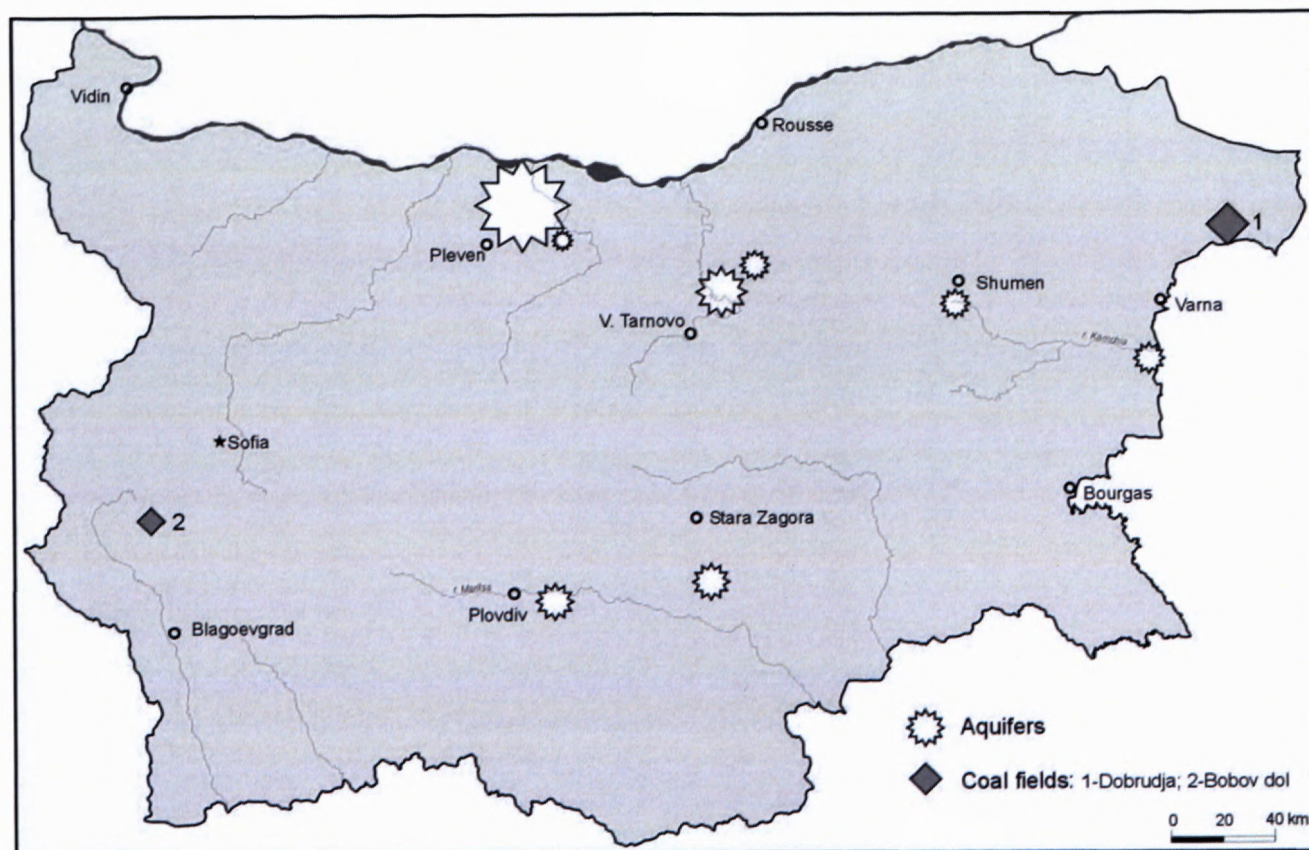 Vidin
Rousse
1
Pleven
Shumen
Varna
V. Tarnovo
r. Kamchia
Sofia
Bourgas
2
Stara Zagora
r. Maritsa
Plovdiv
Blagoevgrad
Aquifers
Coal fields: 1-Dobrudja; 2-Bobov dol
0 20 40 km